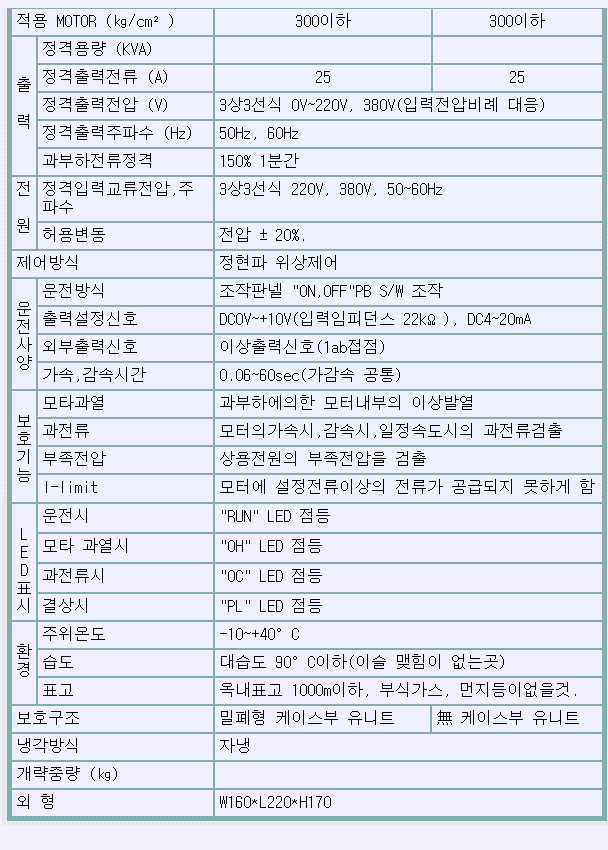 적용 MOTOR (kg/cm² ) 300이하 300이하
출력
정격용량 (KVA)
정격출력전류 (A) 25 25
정격출력전압 (V) 3상3선식 0V~220V, 380V(입력전압비례 대응)
정격출력주파수 (Hz) 50Hz, 60Hz
과부하전류정격 150% 1분간
전원
정격입력교류전압,주
파수
3상3선식 220V, 380V, 50~60Hz
허용변동 전압 ± 20%.
제어방식 정현파 위상제어
운전사양
운전방식 조작판넬 "ON,OFF"PB S/W 조작
출력설정신호 DC0V~+10V(입력임피던스 22kΩ ), DC4~20mA
외부출력신호 이상출력신호(1ab접점)
가속,감속시간 0.06~60sec(가감속 공통)
보호기능
모타과열 과부하에의한 모터내부의 이상발열
과전류 모터의가속시,감속시,일정속도시의 과전류검출
부족전압 상용전원의 부족전압을 검출
I-limit 모터에 설정전류이상의 전류가 공급되지 못하게 함
LED표시
운전시 "RUN" LED 점등
모타 과열시 "OH" LED 점등
과전류시 "OC" LED 점등
결상시 "PL" LED 점등
환경
주위온도 -10~+40° C
습도 대습도 90° C이하(이슬 맺힘이 없는곳)
표고 옥내표고 1000m이하, 부식가스, 먼지등이없을것.
보호구조 밀폐형 케이스부 유니트 無 케이스부 유니트
냉각방식 자냉
개략중량 (kg)
외 형 W160*L220*H170